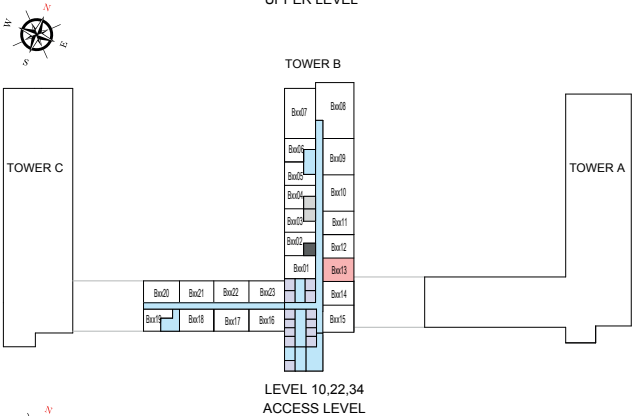 UPPER LEVEL
N
W
E
S
TOWER B
Bxx07
Bxx08
Bxx06
Bxx09
Bxx05
TOWER C
TOWER A
Bxx04
Bxx10
Bxx03
Bxx11
Bxx02
Bxx12
Bxx01
Bxx13
Bxx20
Bxx21
Bxx22
Bxx23
Bxx14
Bxx19
Bxx18
Bxx17
Bxx16
Bxx15
LEVEL 10,22,34
ACCESS LEVEL
N